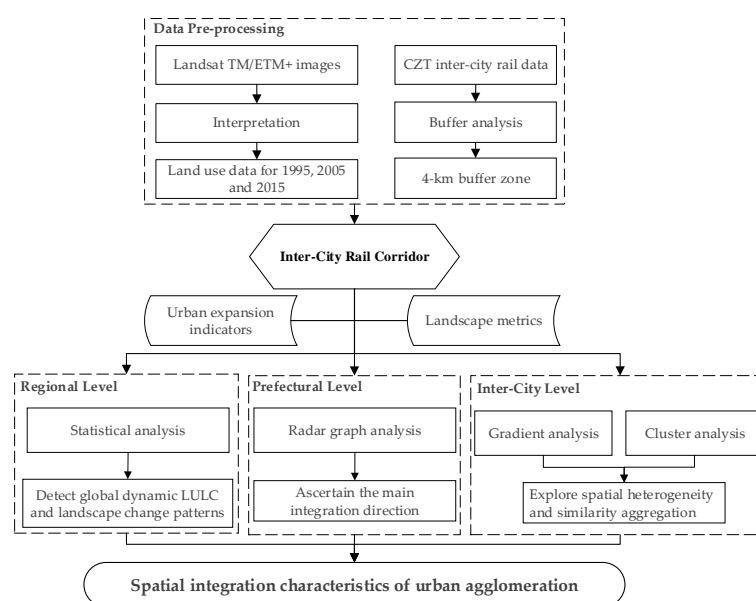 Data Pre-processing
Landsat TM/ETM+ images
Interpretation
Land use data for 1995, 2005
and 2015
CZT inter-city rail data
Buffer analysis
4-km buffer zone
Inter-City Rail Corridor
Urban expansion
indicators
Landscape metrics
Regional Level
Statistical analysis
Detect global dynamic LULC
and landscape change patterns
Prefectural Level
Radar graph analysis
Ascertain the main
integration direction
Inter-City Level
Gradient analysis
Cluster analysis
Explore spatial heterogeneity
and similarity aggregation
Spatial integration characteristics of urban agglomeration